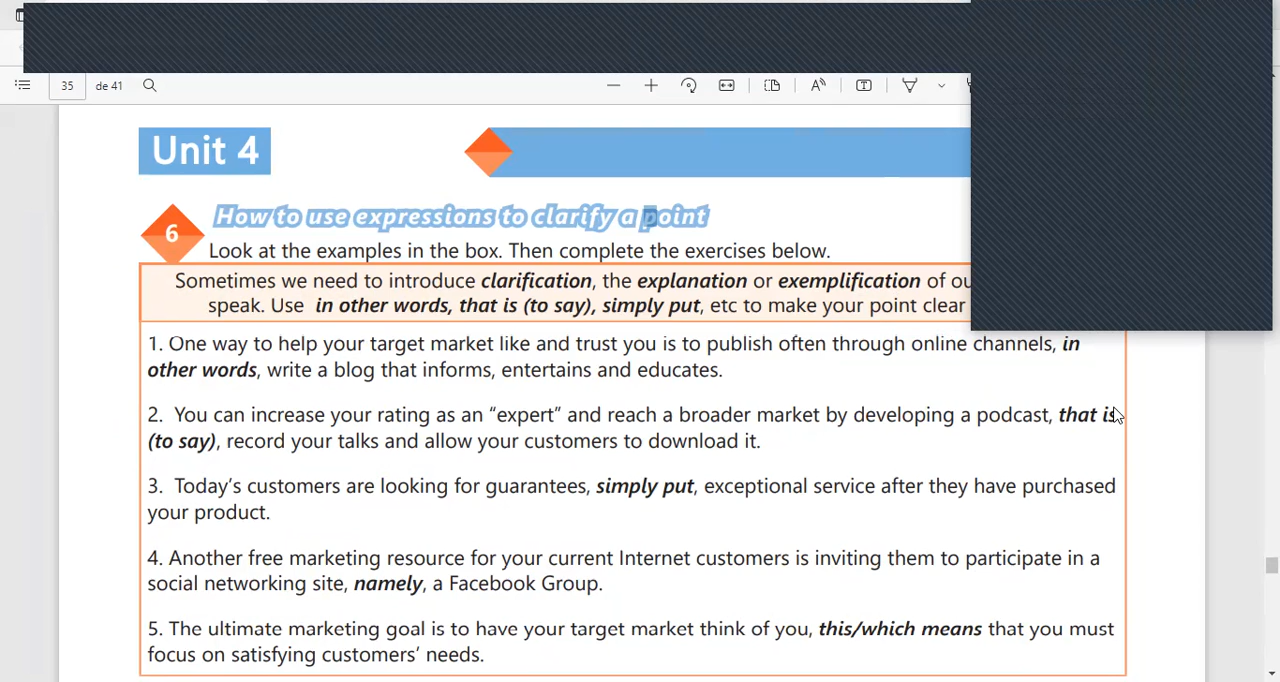 35 de 41
Unit 4
6 How to use expressions to clarify a point
Look at the examples in the box. Then complete the exercises below.
Sometimes we need to introduce clarification, the explanation or exemplification of
speak. Use in other words, that is (to say), simply put, etc to make your point clear
1. One way to help your target market like and trust you is to publish often through online channels, in
other words, write a blog that informs, entertains and educates.
2. You can increase your rating as an “expert” and reach a broader market by developing a podcast, that is
(to say), record your talks and allow your customers to download it.
3. Today’s customers are looking for guarantees, simply put, exceptional service after they have purchased
your product.
4. Another free marketing resource for your current Internet customers is inviting them to participate in a
social networking site, namely, a Facebook Group.
5. The ultimate marketing goal is to have your target market think of you, this/which means that you must
focus on satisfying customers’ needs.